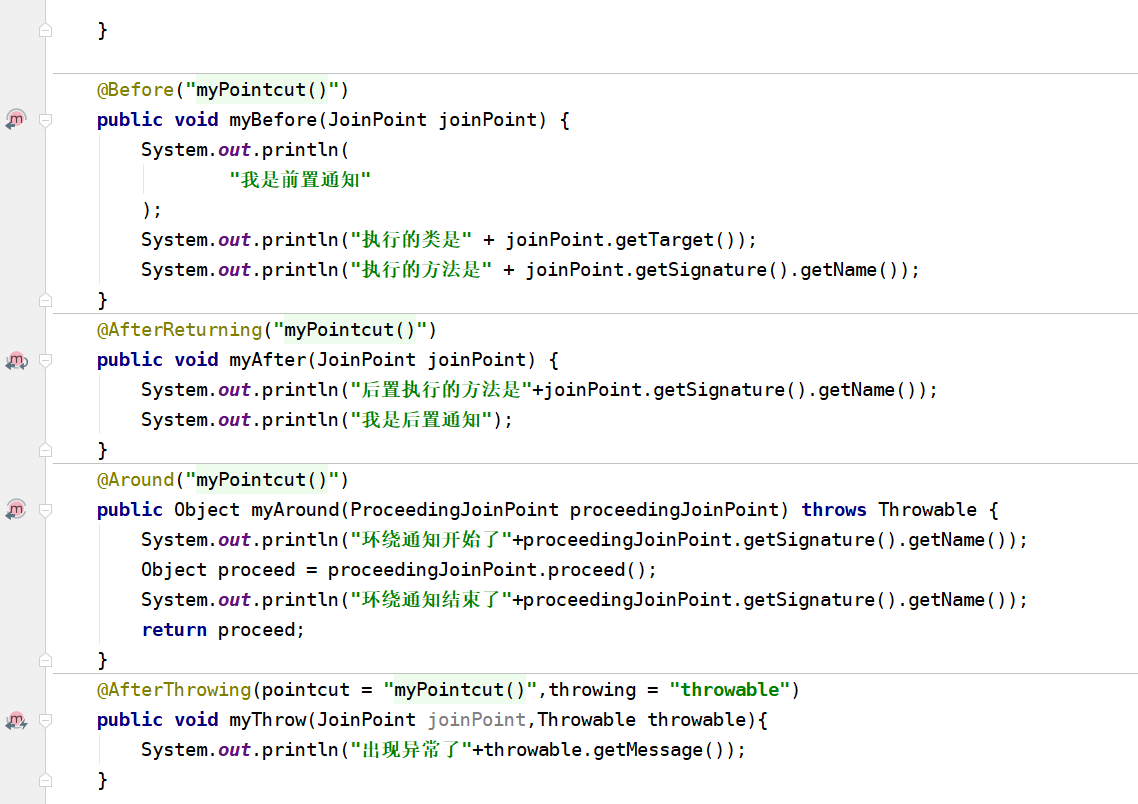 }
@Before("myPointcut()")
public void myBefore(JoinPoint joinPoint) {
System.out.println(
"我是前置通知"
);
System.out.println("执行的类是" + joinPoint.getTarget());
System.out.println("执行的方法是" + joinPoint.getSignature().getName());
}
@AfterReturning("myPointcut()")
public void myAfter(JoinPoint joinPoint) {
System.out.println("后置执行的方法是"+joinPoint.getSignature().getName());
System.out.println("我是后置通知");
}
@Around("myPointcut()")
public Object myAround(ProceedingJoinPoint proceedingJoinPoint) throws Throwable {
System.out.println("环绕通知开始了"+proceedingJoinPoint.getSignature().getName());
Object proceed = proceedingJoinPoint.proceed();
System.out.println("环绕通知结束了"+proceedingJoinPoint.getSignature().getName());
return proceed;
}
@AfterThrowing(pointcut = "myPointcut()",throwing = "throwable")
public void myThrow(JoinPoint joinPoint,Throwable throwable){
System.out.println("出现异常了"+throwable.getMessage());
}